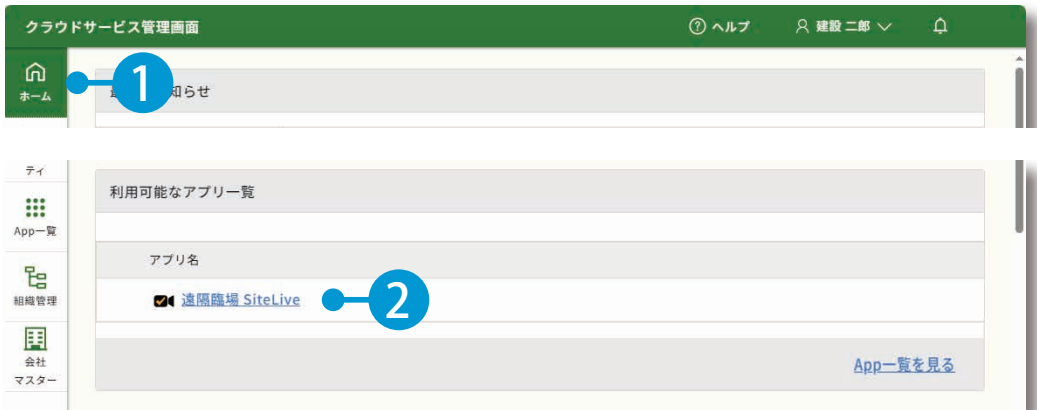 クラウドサービス管理画面
ヘルプ
建設 二郎
ホーム
1
知らせ
ティ
利用可能なアプリ一覧
App一覧
アプリ名
組織管理
遠隔臨場 SiteLive
2
会社
マスター
App一覧を見る